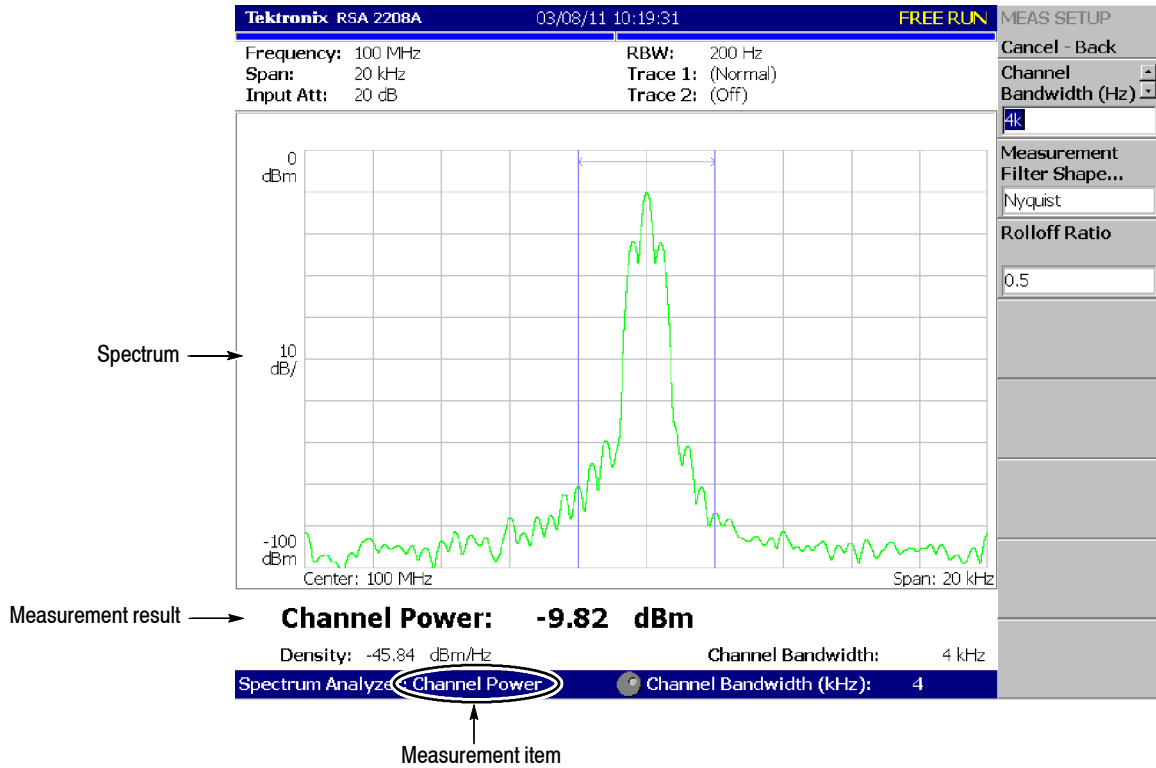 Tektronix RSA 2208A 03/08/11 10:19:31 FREE RUN
Frequency: 100 MHz RBW: 200 Hz
Span: 20 kHz Trace 1: (Normal)
Input Att: 20 dB Trace 2: (Off)
MEAS SETUP
Cancel - Back
Channel
Bandwidth (Hz)
4k
Measurement
Filter Shape...
Nyquist
Rolloff Ratio
0.5
0
dBm
Spectrum
10
dB/
-100
dBm
Center: 100 MHz Span: 20 kHz
Measurement result
Channel Power: -9.82 dBm
Density: -45.84 dBm/Hz Channel Bandwidth: 4 kHz
Spectrum Analyze Channel Power Channel Bandwidth (kHz): 4
Measurement item